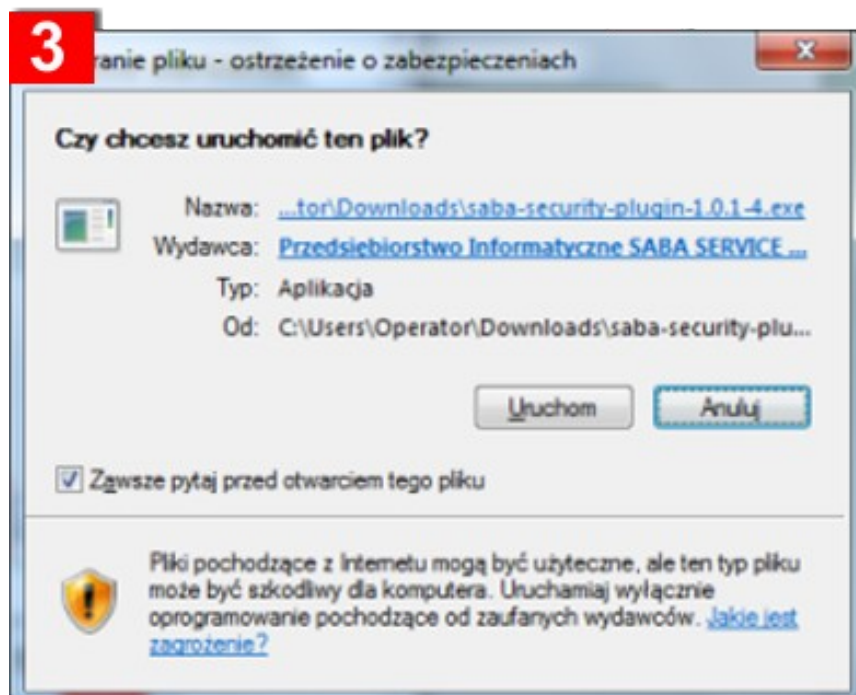 3
ranie pliku - ostrzeżenie o zabezpieczeniach
Czy chcesz uruchomić ten plik?
Nazwa: ...tor\Downloads\saba-security-plugin-1.0.1-4.exe
Wydawca: Przedsiębiorstwo Informatyczne SABA SERVICE ...
Typ: Aplikacja
Od: C:\Users\Operator\Downloads\saba-security-plu...
Uruchom Anuluj
Zawsze pytaj przed otwarciem tego pliku
Pliki pochodzące z Internetu mogą być użyteczne, ale ten typ pliku
może być szkodliwy dla komputera. Uruchamiaj wyłącznie
oprogramowanie pochodzące od zaufanych wydawców. Jakie jest
zagrożenie?